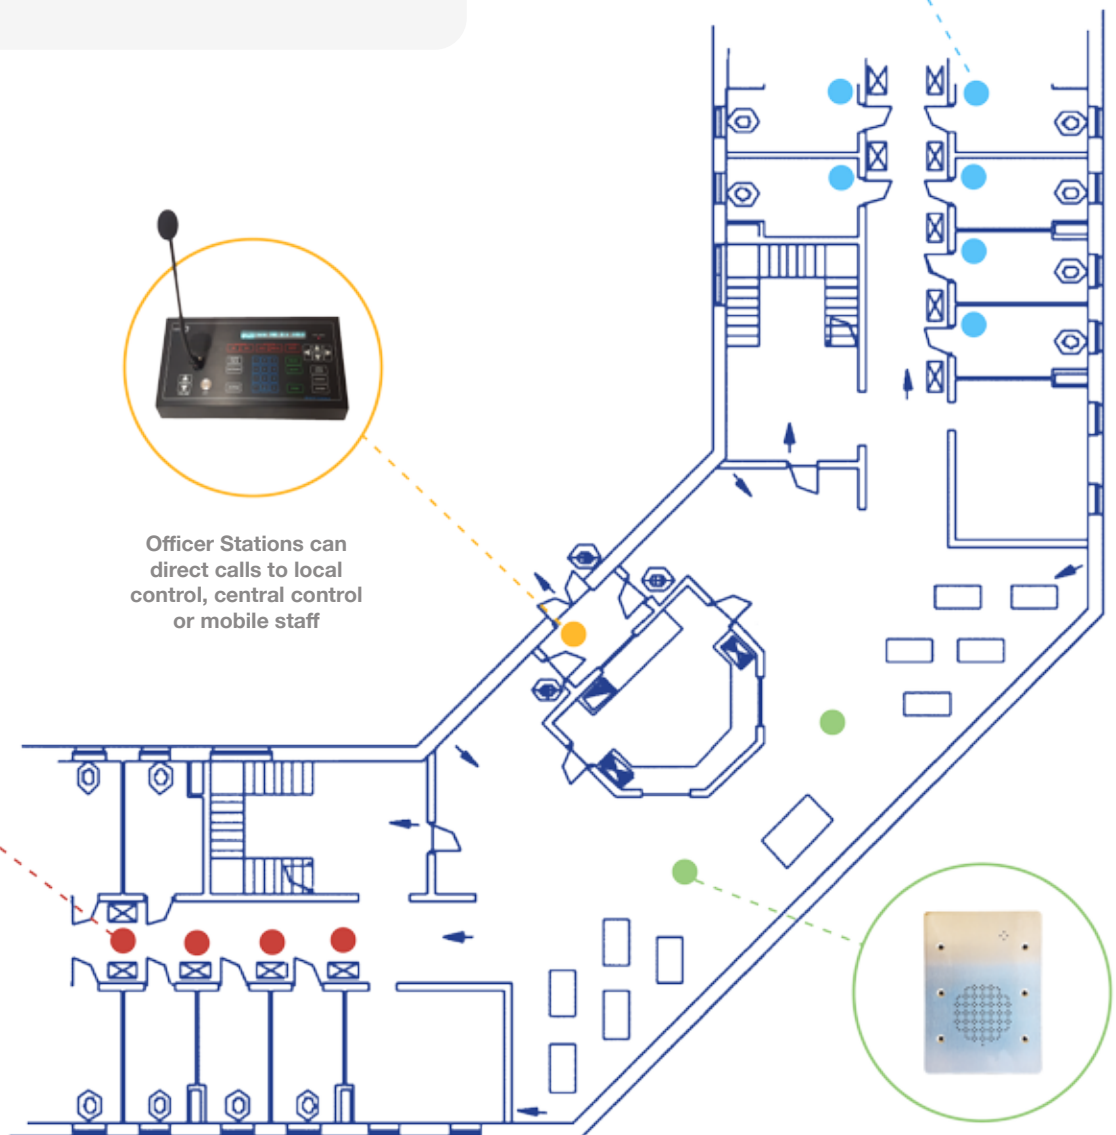 Officer Stations can
direct calls to local
control, central control
or mobile staff